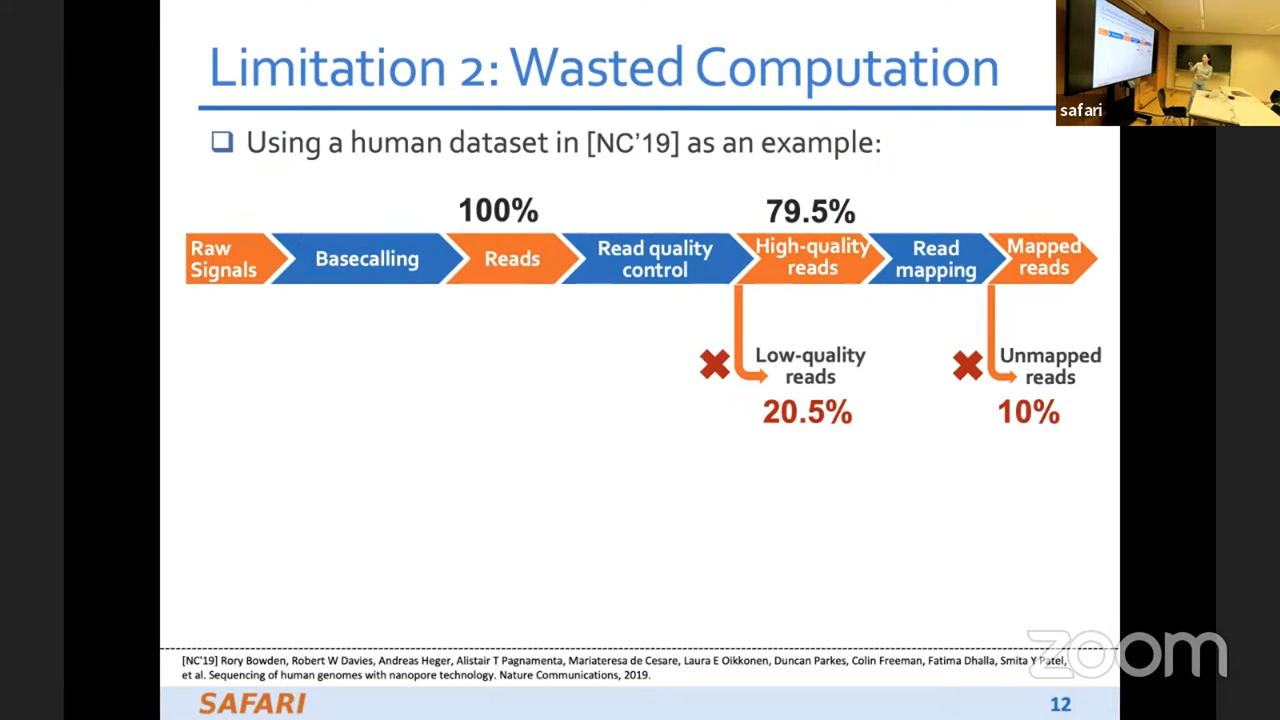 Limitation 2: Wasted Computation
safari
Using a human dataset in [NC'19] as an example:
100%
79.5%
Raw
Signals
Basecalling
Reads
Read quality
control
High-quality
reads
Read
mapping
Mapped
reads
Low-quality
reads
20.5%
Unmapped
reads
10%
zoom
[NC'19] Rory Bowden, Robert W Davies, Andreas Heger, Alistair T Pagnamenta, Mariateresa de Cesare, Laura E Oikkonen, Duncan Parkes, Colin Freeman, Fatima Dhalla, Smita Y Patel,
et al. Sequencing of human genomes with nanopore technology. Nature Communications, 2019.
SAFARI
12